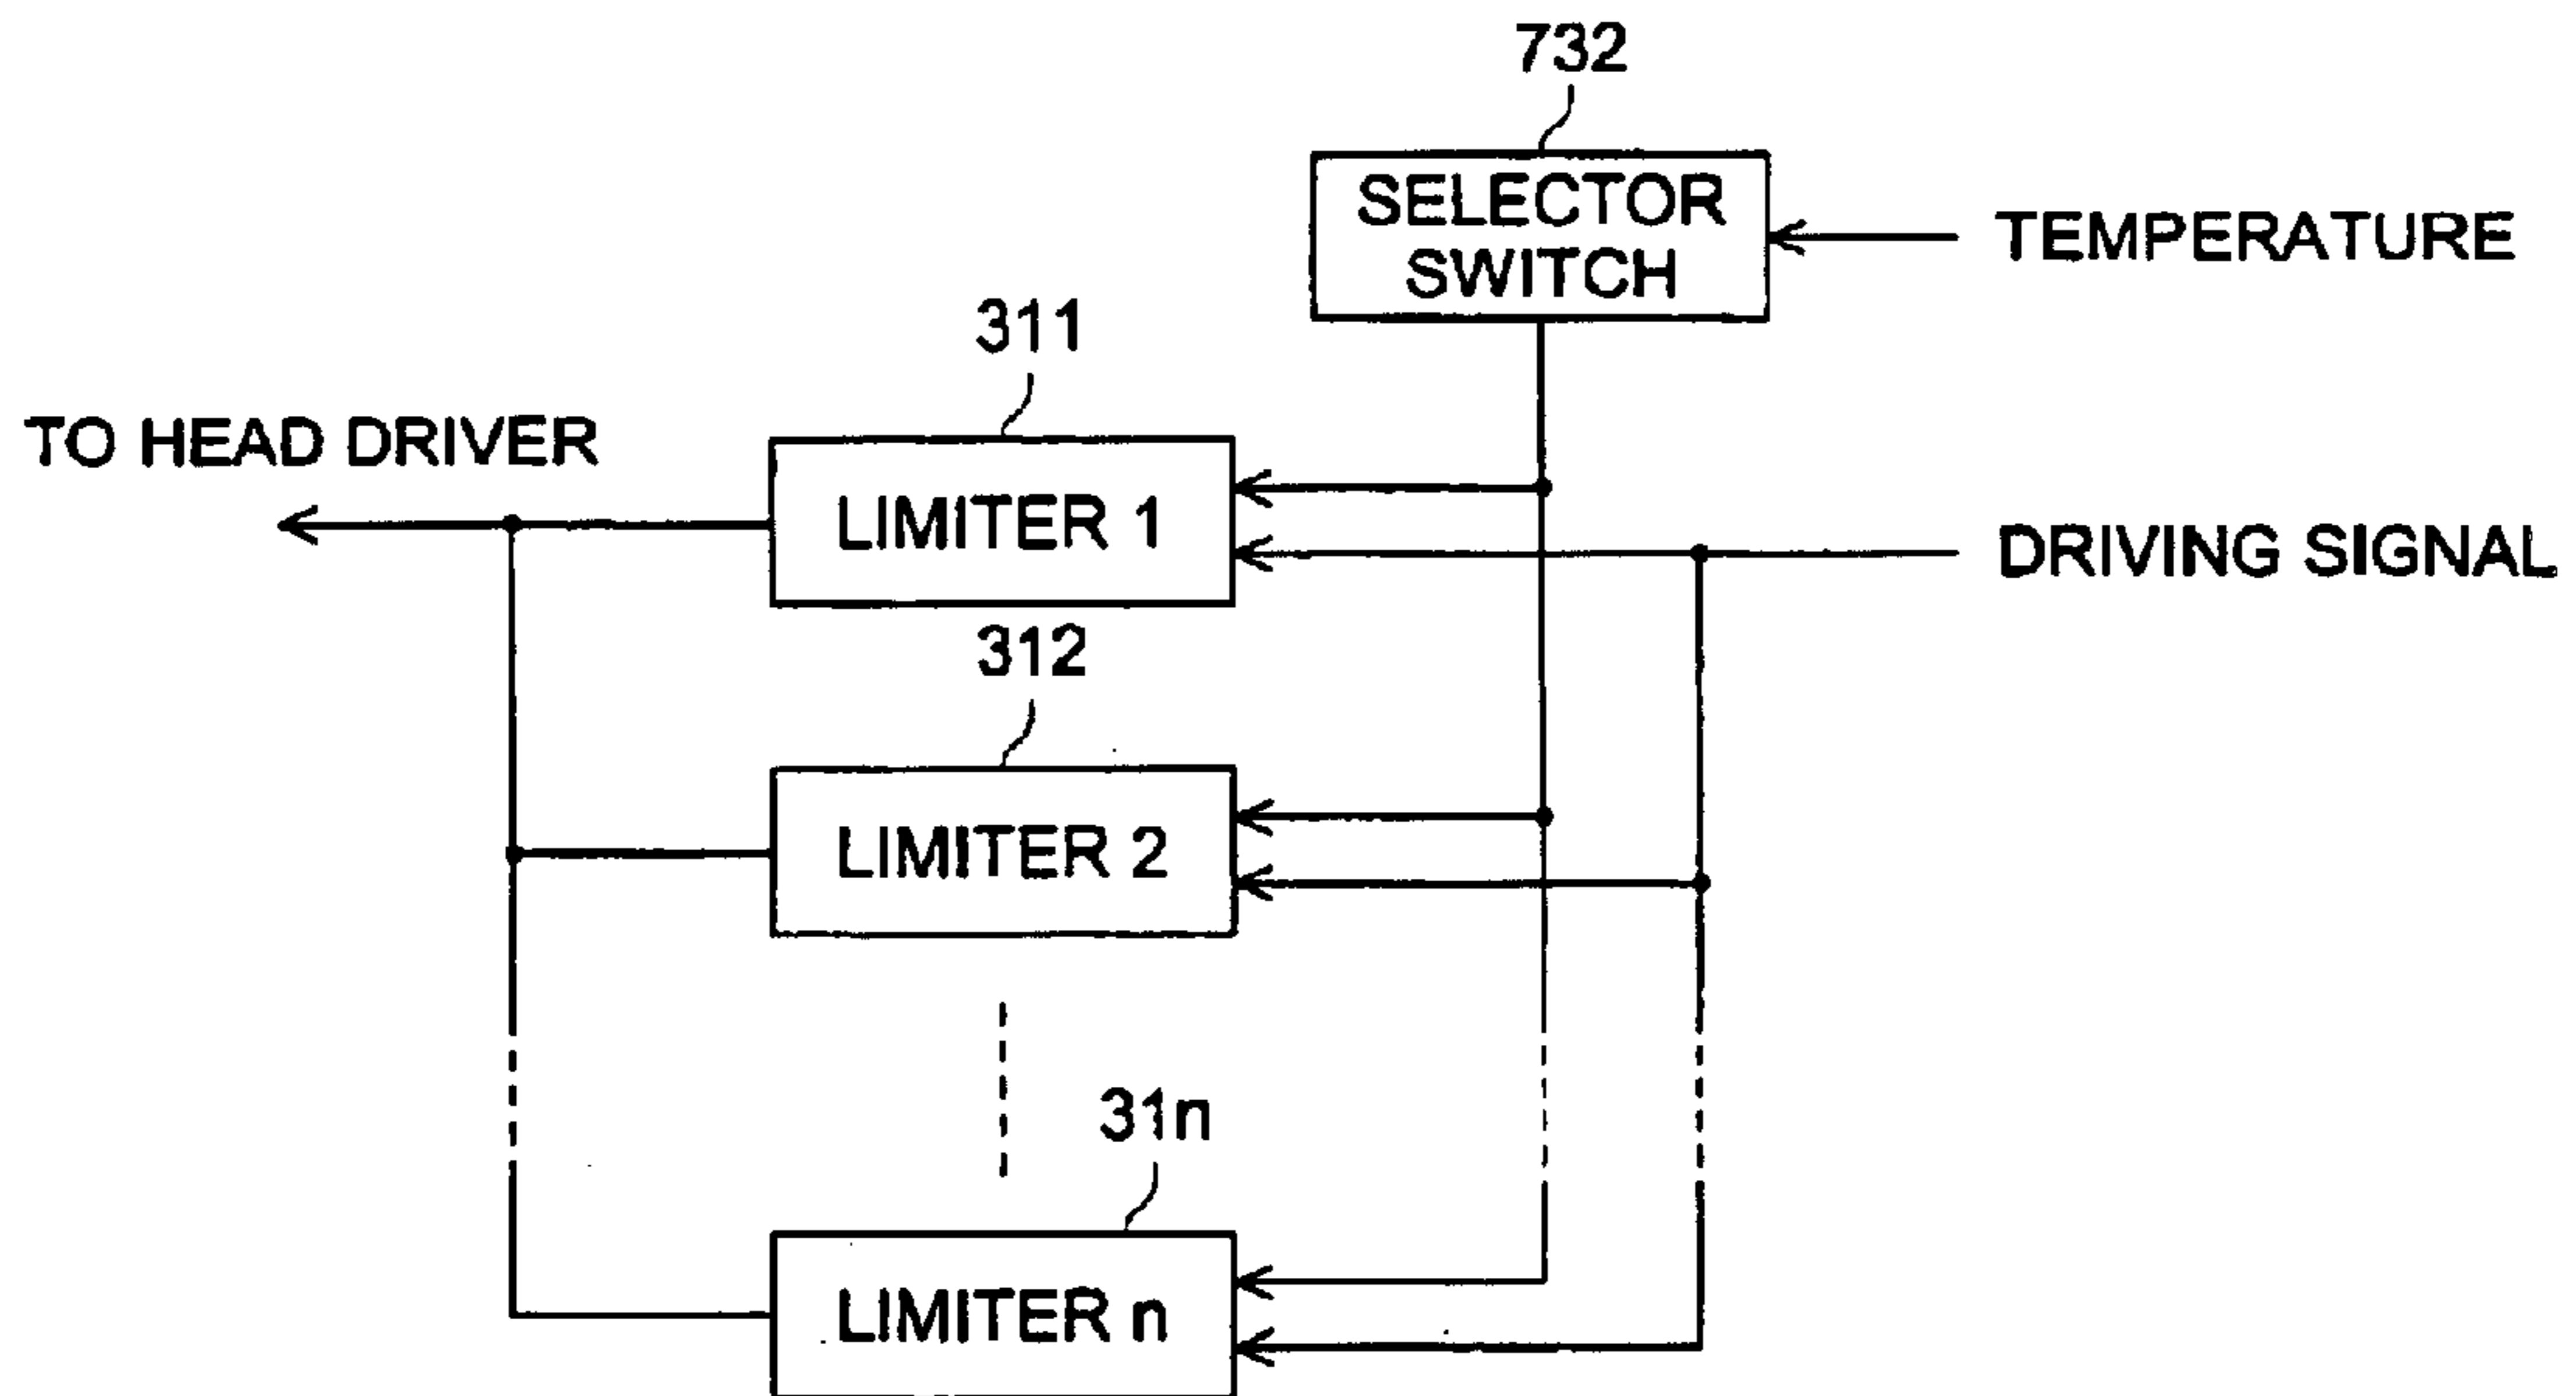 732
SELECTOR
SWITCH
TEMPERATURE
311
TO HEAD DRIVER
LIMITER 1
DRIVING SIGNAL
312
LIMITER 2
31n
LIMITER n